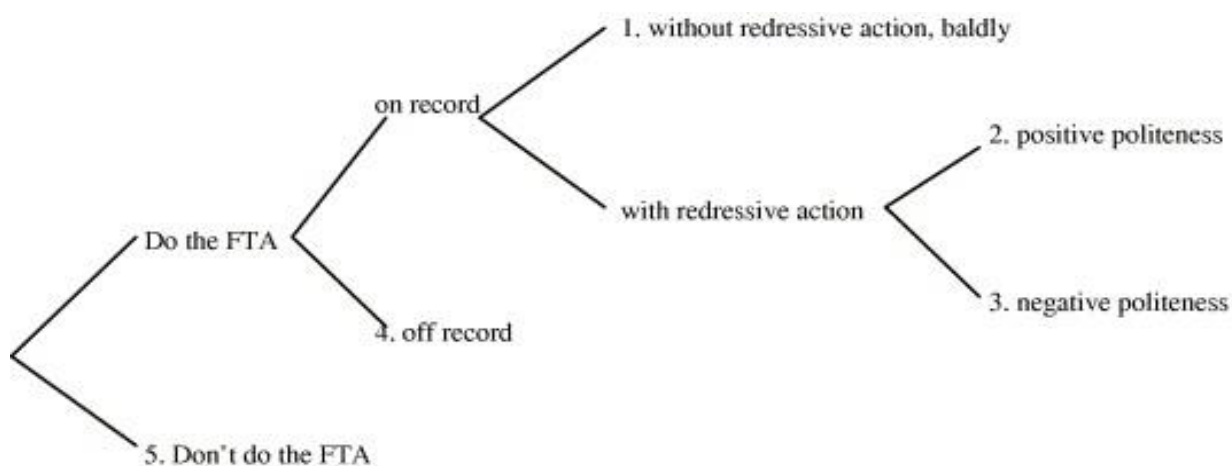 1. without redressive action, baldly
on record
2. positive politeness
with redressive action
Do the FTA
3. negative politeness
4. off record
5. Don't do the FTA